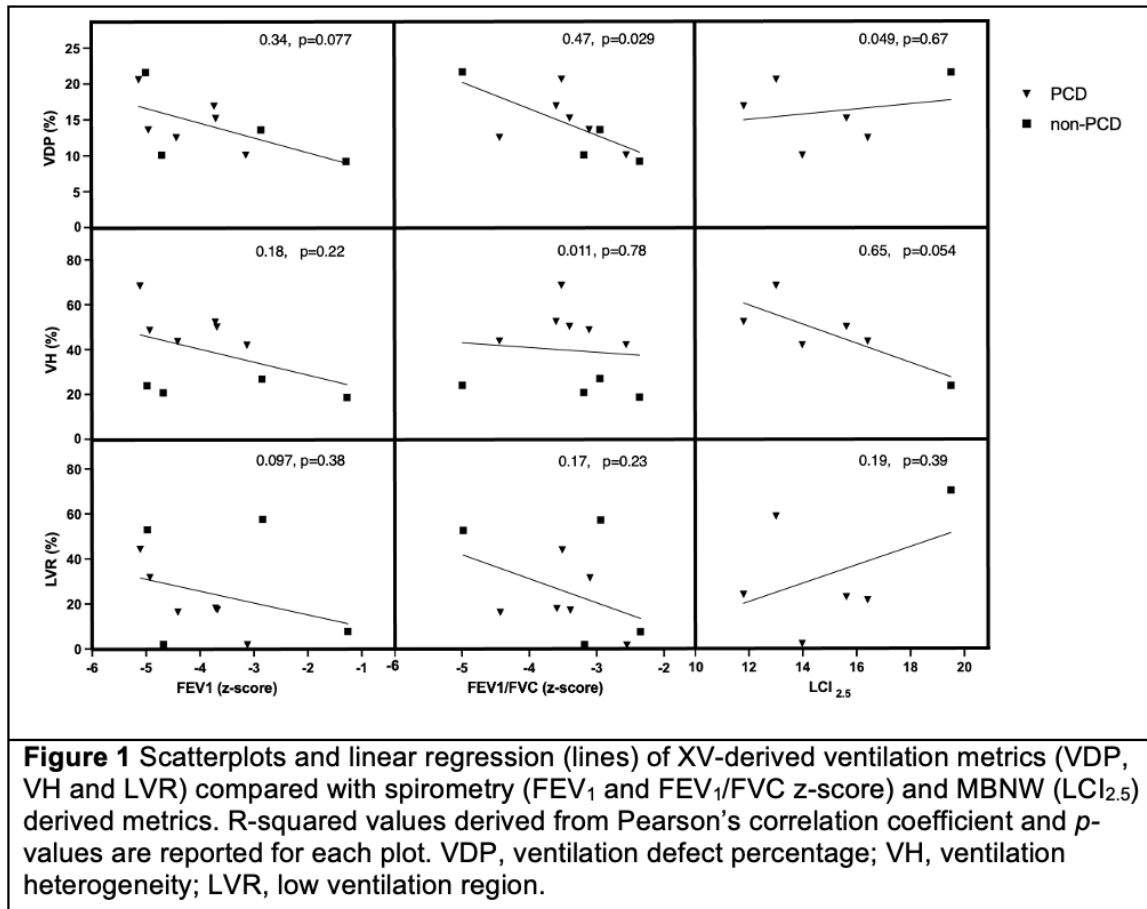 0.34, p=0.077
0.47, p=0.029
0.049, p=0.67
PCD
non-PCD
25
20
15
10
5
0
VDP (%)
0.18, p=0.22
0.011, p=0.78
0.65, p=0.054
80
60
40
20
0
VH (%)
0.097, p=0.38
0.17, p=0.23
0.19, p=0.39
80
60
40
20
0
LVR (%)
-6 -5 -4 -3 -2 -1 -6 -5 -4 -3 -2 10 12 14 16 18 20
FEV1 (z-score) FEV1/FVC (z-score) LCI 2.5
Figure 1 Scatterplots and linear regression (lines) of XV-derived ventilation metrics (VDP,
VH and LVR) compared with spirometry (FEV1 and FEV1/FVC z-score) and MBNW (LCI2.5)
derived metrics. R-squared values derived from Pearson’s correlation coefficient and p-
values are reported for each plot. VDP, ventilation defect percentage; VH, ventilation
heterogeneity; LVR, low ventilation region.